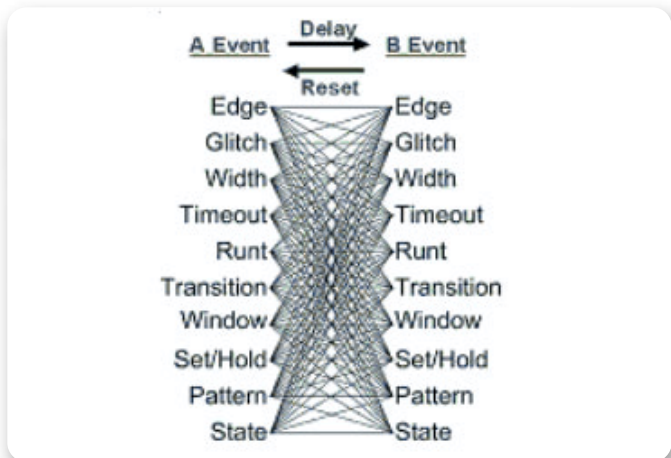 Delay
A Event B Event
Reset
Edge Edge
Glitch Glitch
Width Width
Timeout Timeout
Runt Runt
Transition Transition
Window Window
Set/Hold Set/Hold
Pattern Pattern
State State